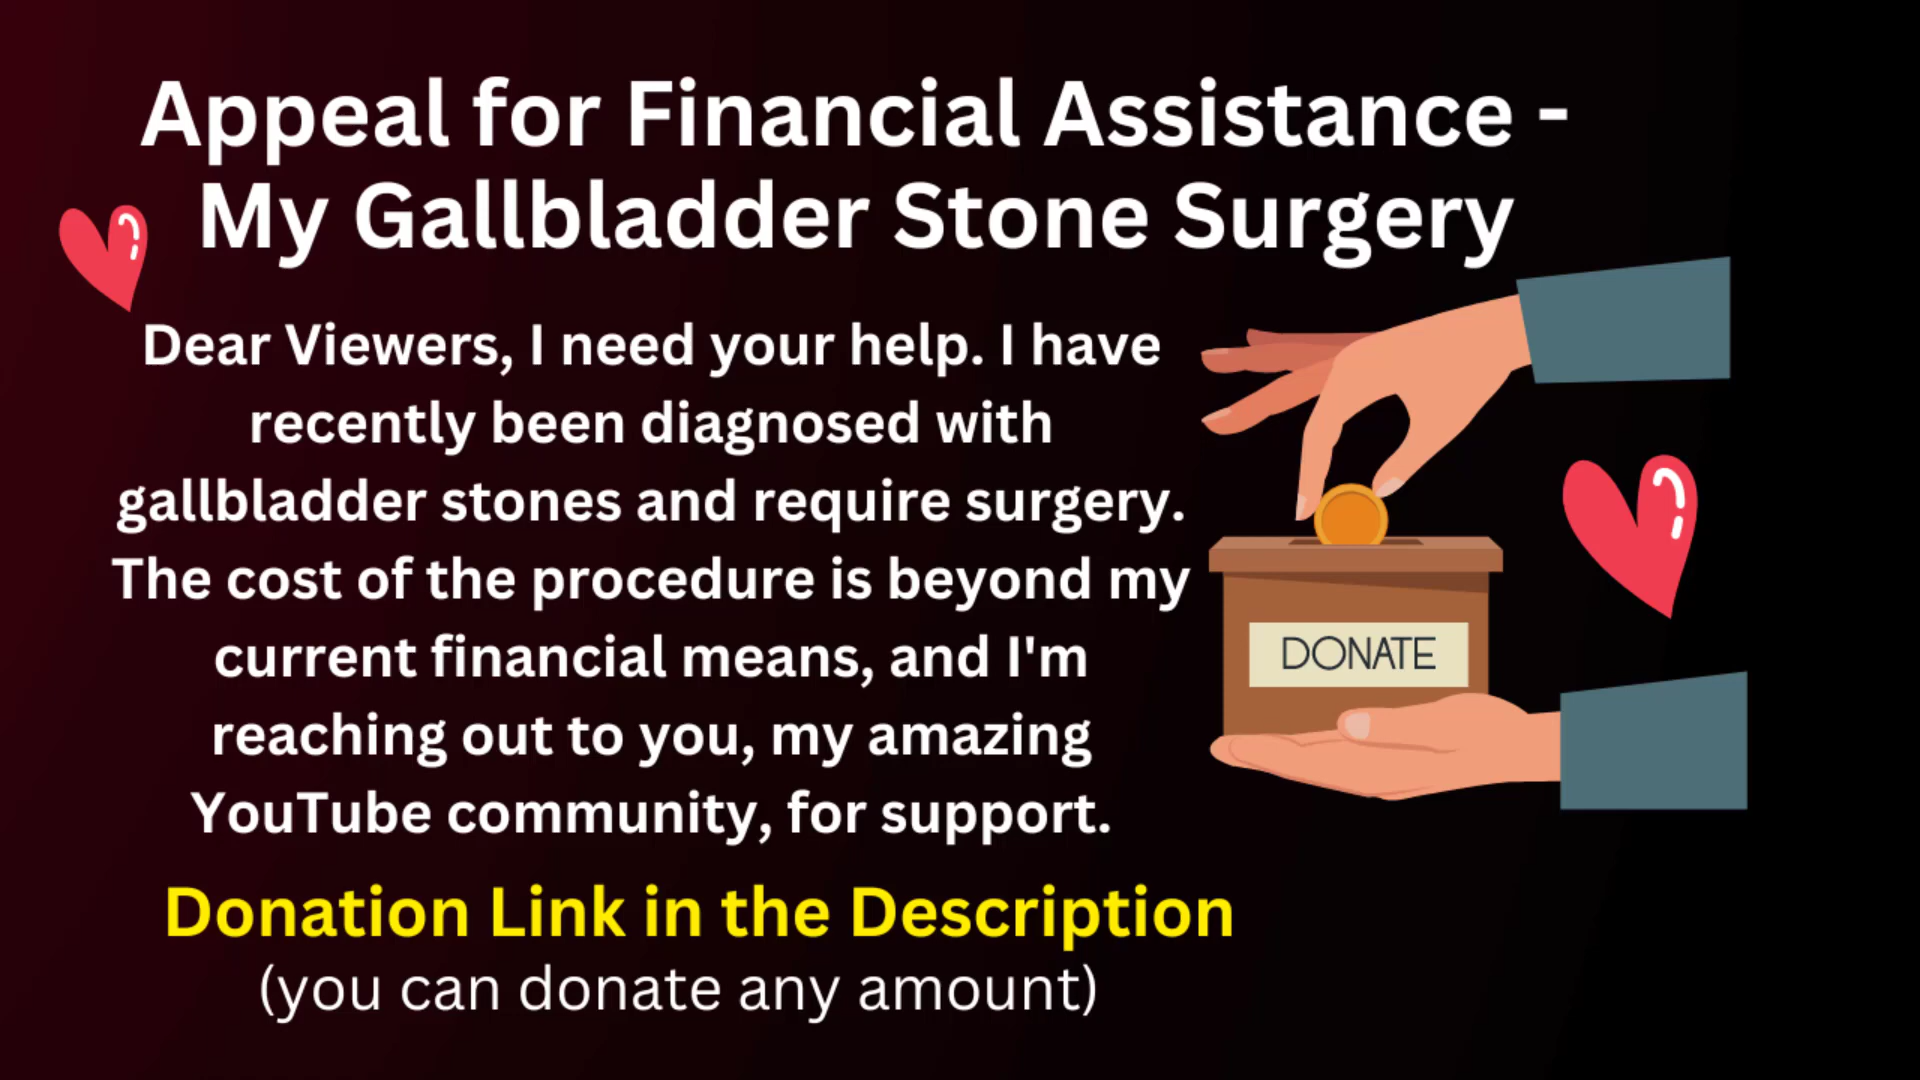 Appeal for Financial Assistance -
My Gallbladder Stone Surgery
Dear Viewers, I need your help. I have
recently been diagnosed with
gallbladder stones and require surgery.
The cost of the procedure is beyond my
current financial means, and I'm
reaching out to you, my amazing
YouTube community, for support.
DONATE
Donation Link in the Description
(you can donate any amount)